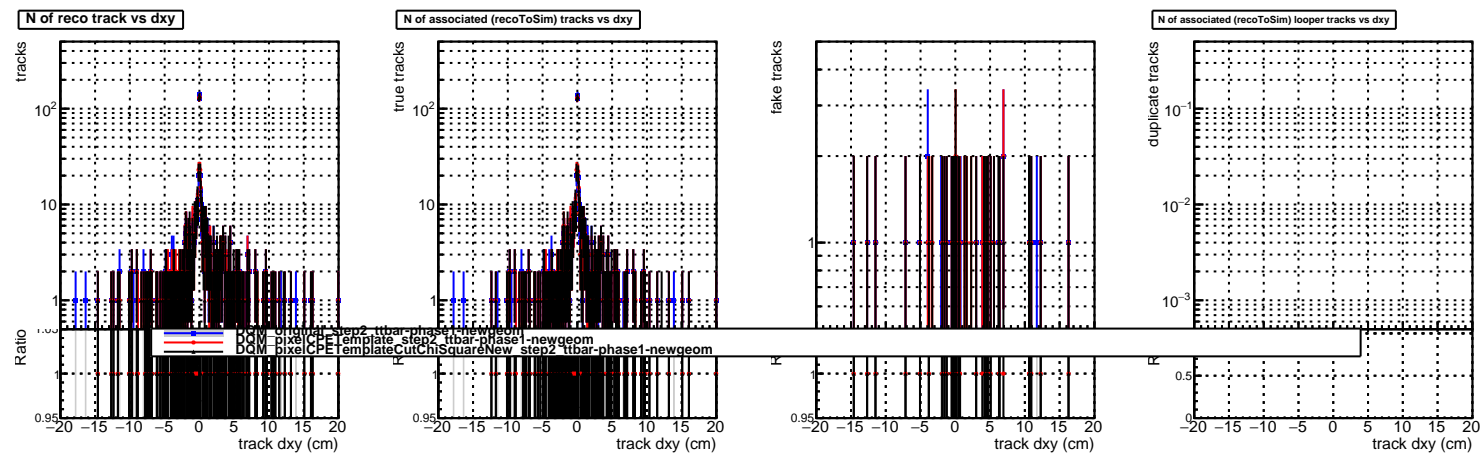 N of reco track vs dxy
N of associated (recoToSim) tracks vs dxy
N of associated (recoToSim) looper tracks vs dxy
tracks
10²
10
1
true tracks
10²
10
1
fake tracks
1
duplicate tracks
10⁻¹
10⁻²
10⁻³
DQM_original_step2_ttbar-phase1-newgeom
DQM_pixelCPETemplate_step2_ttbar-phase1-newgeom
DQM_pixelCPETemplateCutChiSquareNew_step2_ttbar-phase1-newgeom
Ratio
1.05
1
0.95
1
0.95
1
0.95
0.5
0
−20 −15 −10 −5 0 5 10 15 20
track dxy (cm)
−20 −15 −10 −5 0 5 10 15 20
track dxy (cm)
−20 −15 −10 −5 0 5 10 15 20
track dxy (cm)
−20 −15 −10 −5 0 5 10 15 20
track dxy (cm)